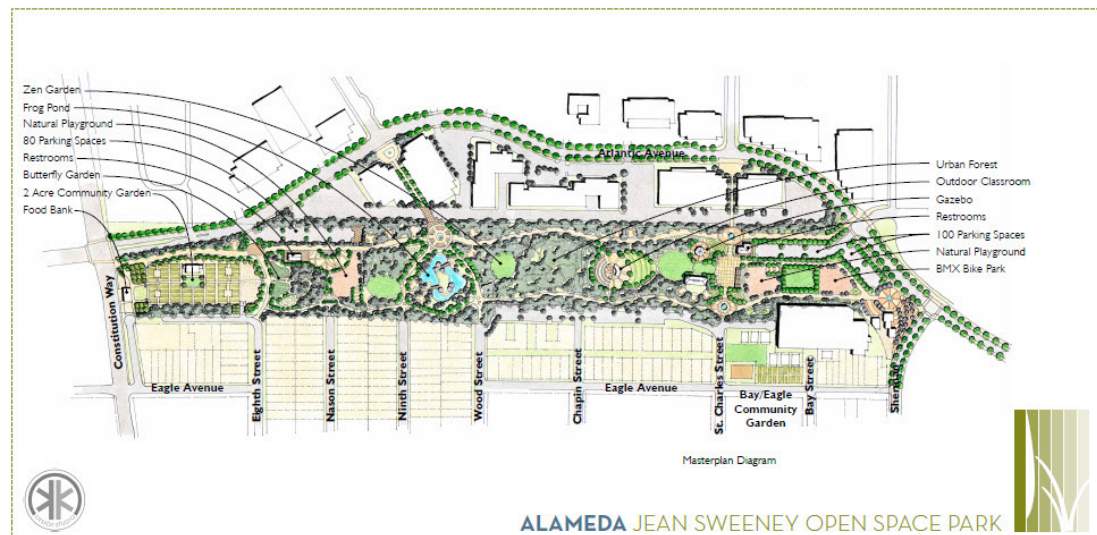 Zen Garden
Frog Pond
Natural Playground
80 Parking Spaces
Restrooms
Butterfly Garden
2 Acre Community Garden
Food Bank
Urban Forest
Outdoor Classroom
Gazebo
Restrooms
100 Parking Spaces
Natural Playground
BMX Bike Park
Atlantic Avenue
Constitution Way
Eagle Avenue
Eighth Street
Nason Street
Ninth Street
Wood Street
Chapin Street
Eagle Avenue
St. Charles Street
Bay/Eagle
Community
Garden
Bay Street
Masterplan Diagram
ALAMEDA JEAN SWEENEY OPEN SPACE PARK